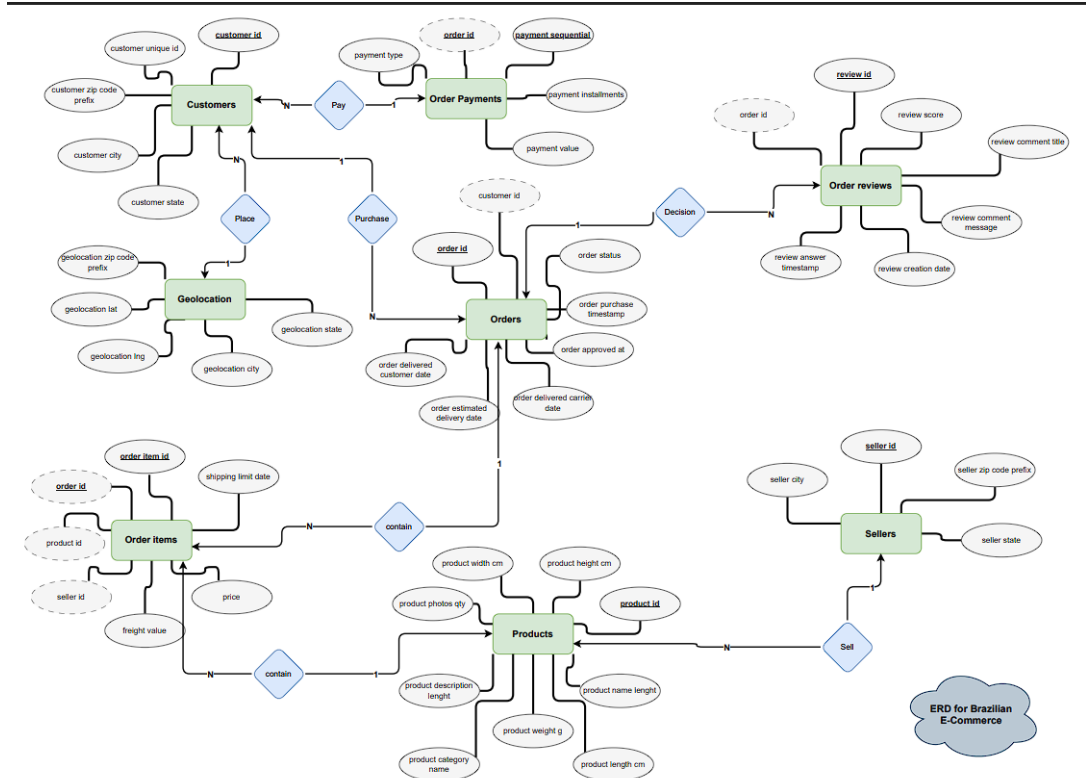 customer unique id
customer id
customer zip code
prefix
Customers
customer city
customer state
N
Pay
1
payment type
order id
payment sequential
Order Payments
payment installments
payment value
review id
order id
review score
review comment title
Order reviews
review comment
message
review answer
timestamp
review creation date
N
Place
1
1
Purchase
N
1
Decision
N
geolocation zip code
prefix
Geolocation
geolocation lat
geolocation lng
geolocation city
geolocation state
customer id
order id
order status
Orders
order purchase
timestamp
order approved at
order delivered
customer date
order estimated
delivery date
order delivered carrier
date
1
contain
N
order item id
order id
shipping limit date
product id
Order items
seller id
freight value
price
N
contain
1
product width cm
product height cm
product photos qty
product id
Products
product description
lenght
product name lenght
product category
name
product weight g
product length cm
N
Sell
1
seller id
seller city
seller zip code prefix
Sellers
seller state
ERD for Brazilian
E-Commerce